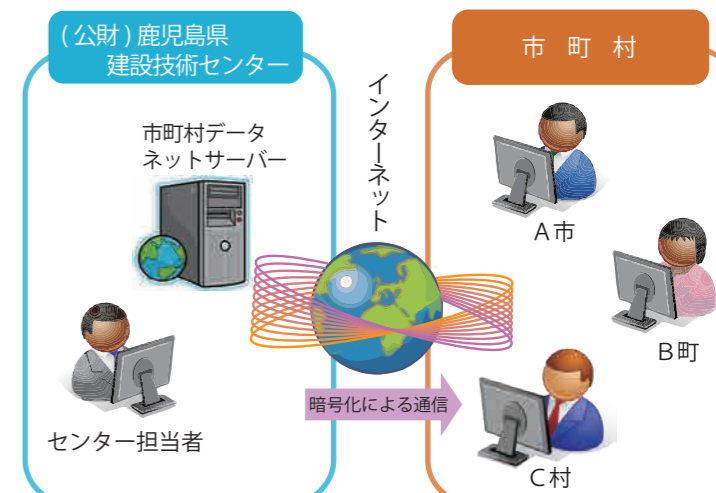 (公財)鹿児島県
建設技術センター
市町村データ
ネットサーバー
センター担当者
インターネット
暗号化による通信
市町村
A市
B町
C村